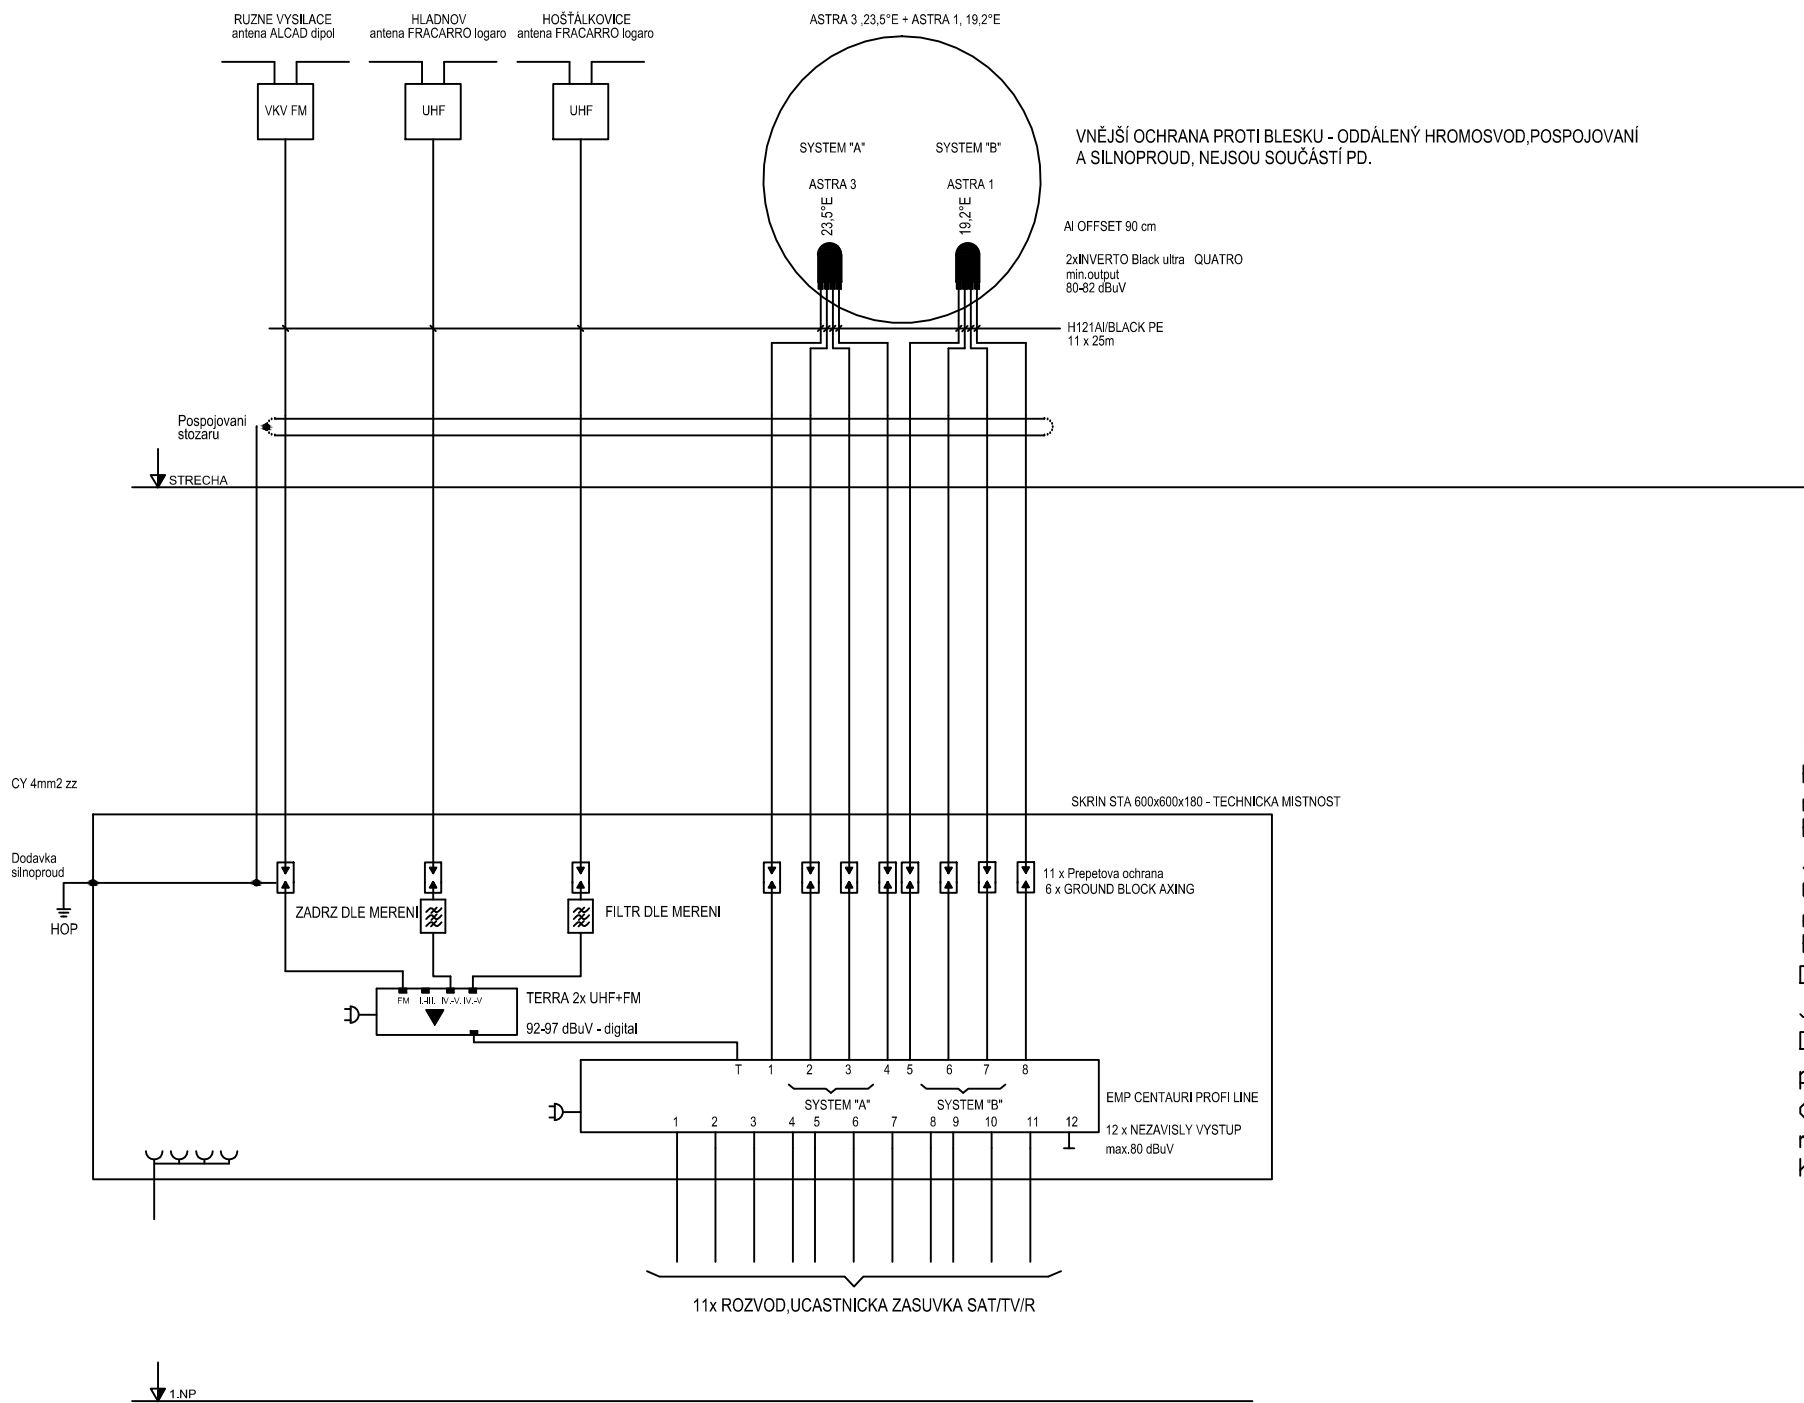 RUZNE VYSILACE
antena ALCAD dipol
HLADNOV
antena FRACARRO logaro
HOŠŤÁLKOVICE
antena FRACARRO logaro
ASTRA 3 ,23,5°E + ASTRA 1, 19,2°E
VKV FM
UHF
UHF
SYSTEM "A"
SYSTEM "B"
ASTRA 3
ASTRA 1
23,5°E
19,2°E
VNĚJŠÍ OCHRANA PROTI BLESKU - ODDÁLENÝ HROMOSVOD,POSPOJOVANÍ
A SILNOPROUD, NEJSOU SOUČÁSTÍ PD.
Al OFFSET 90 cm
2xINVERTO Black ultra QUATRO
min.output
80-82 dBuV
H121Al/BLACK PE
11 x 25m
Pospojovani
stozaru
STRECHA
CY 4mm2 zz
SKRIN STA 600x600x180 - TECHNICKA MISTNOST
Dodavka
silnoproud
HOP
11 x Prepetova ochrana
6 x GROUND BLOCK AXING
ZADRZ DLE MERENI
FILTR DLE MERENI
FM I.-III. IV.-V. IV.-V
TERRA 2x UHF+FM
92-97 dBuV - digital
T 1 2 3 4 5 6 7 8
SYSTEM "A"
SYSTEM "B"
EMP CENTAURI PROFI LINE
1 2 3 4 5 6 7 8 9 10 11 12
12 x NEZAVISLY VYSTUP
max.80 dBuV
11x ROZVOD,UCASTNICKA ZASUVKA SAT/TV/R
1.NP